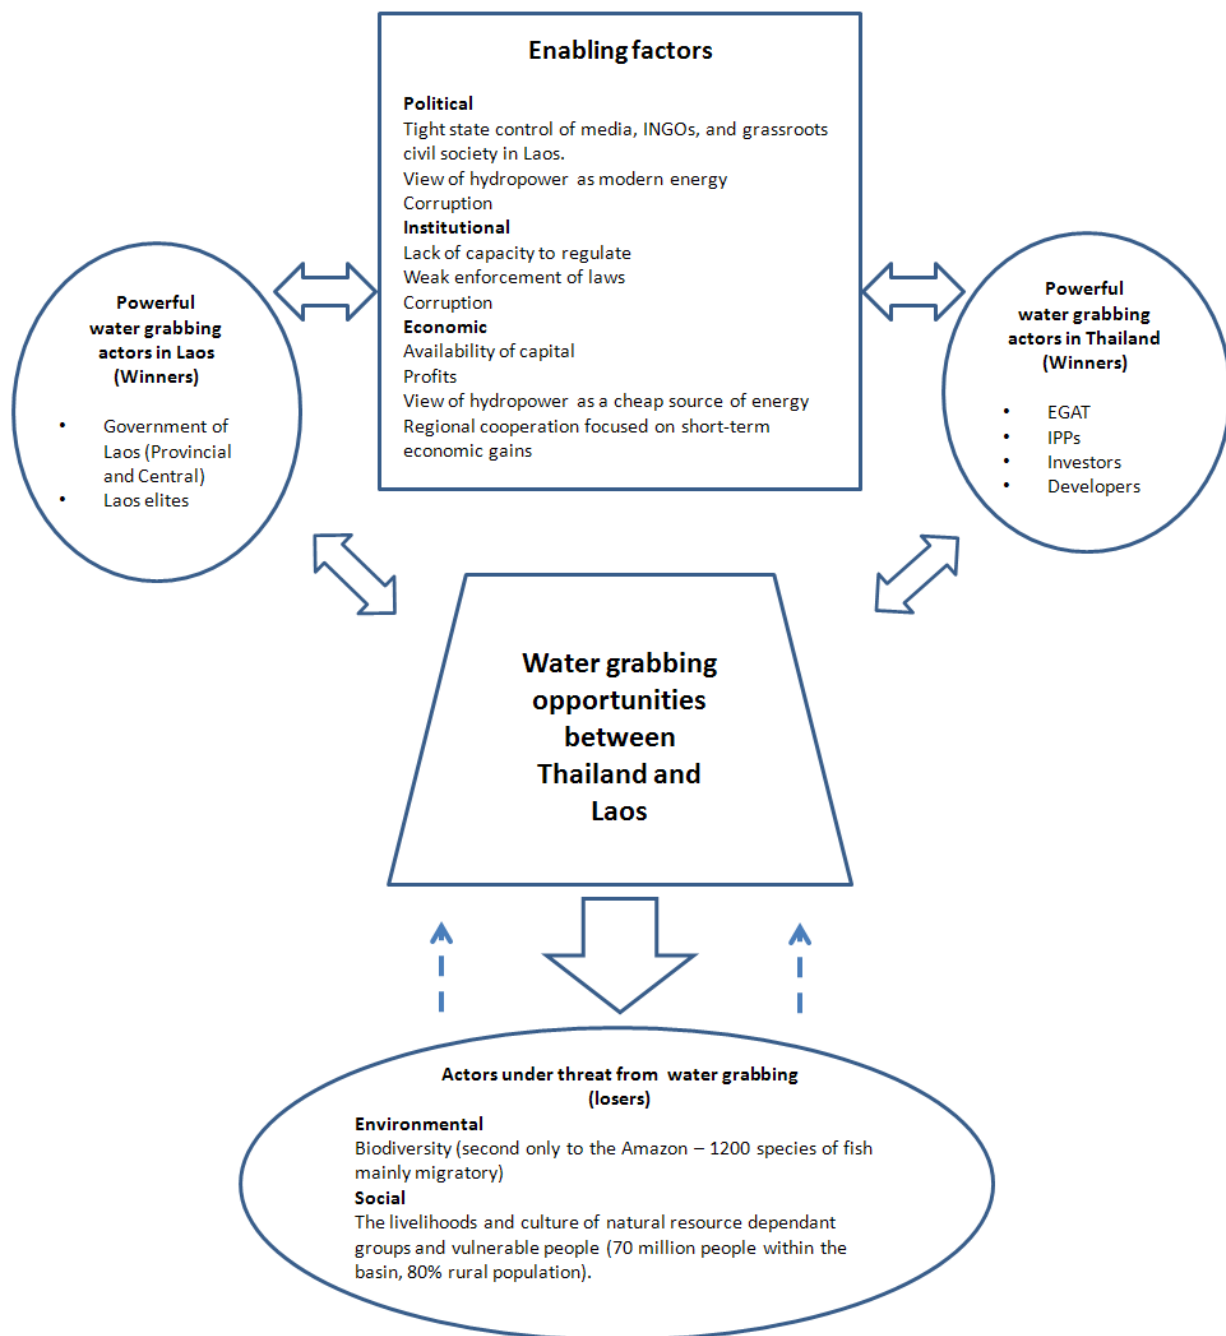 Enabling factors
Political
Tight state control of media, INGOs, and grassroots
civil society in Laos.
View of hydropower as modern energy
Corruption
Institutional
Lack of capacity to regulate
Weak enforcement of laws
Corruption
Economic
Availability of capital
Profits
View of hydropower as a cheap source of energy
Regional cooperation focused on short-term
economic gains
Powerful
water grabbing
actors in Laos
(Winners)
• Government of
Laos (Provincial
and Central)
• Laos elites
Powerful
water grabbing
actors in Thailand
(Winners)
• EGAT
• IPPs
• Investors
• Developers
Water grabbing
opportunities
between
Thailand and
Laos
Actors under threat from water grabbing
(losers)
Environmental
Biodiversity (second only to the Amazon – 1200 species of fish
mainly migratory)
Social
The livelihoods and culture of natural resource dependant
groups and vulnerable people (70 million people within the
basin, 80% rural population).